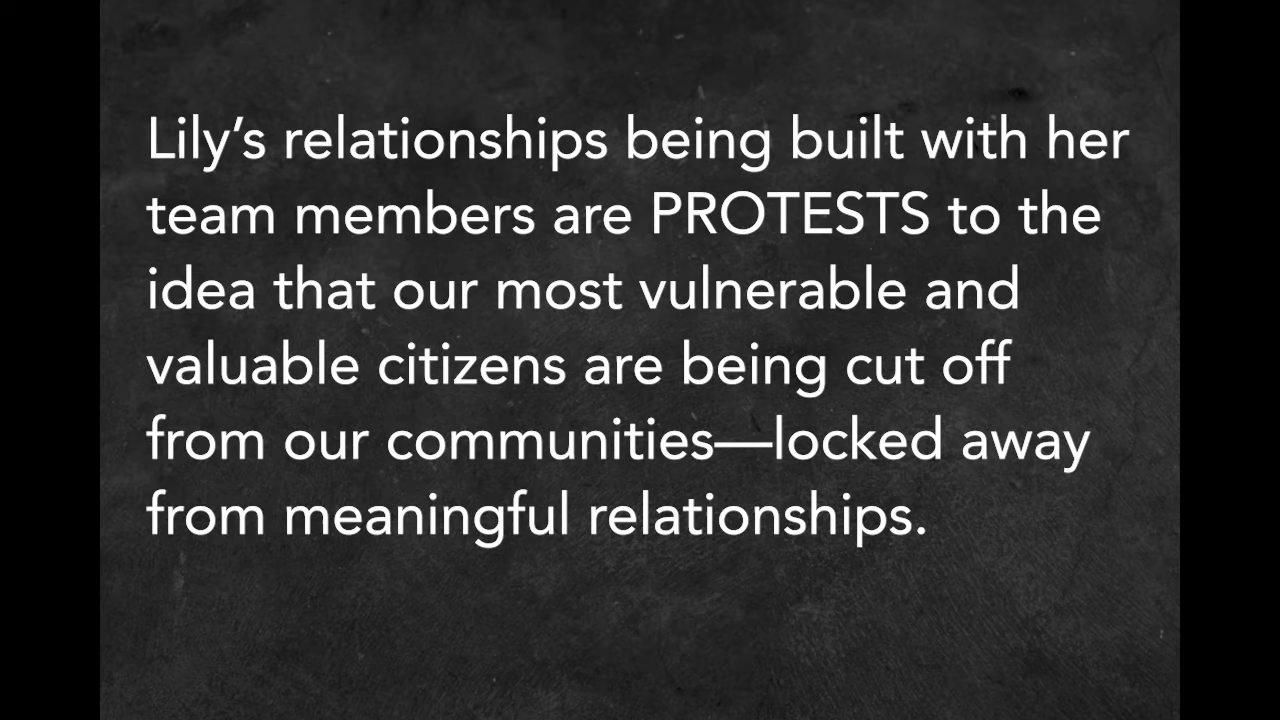 Lily’s relationships being built with her
team members are PROTESTS to the
idea that our most vulnerable and
valuable citizens are being cut off
from our communities—locked away
from meaningful relationships.